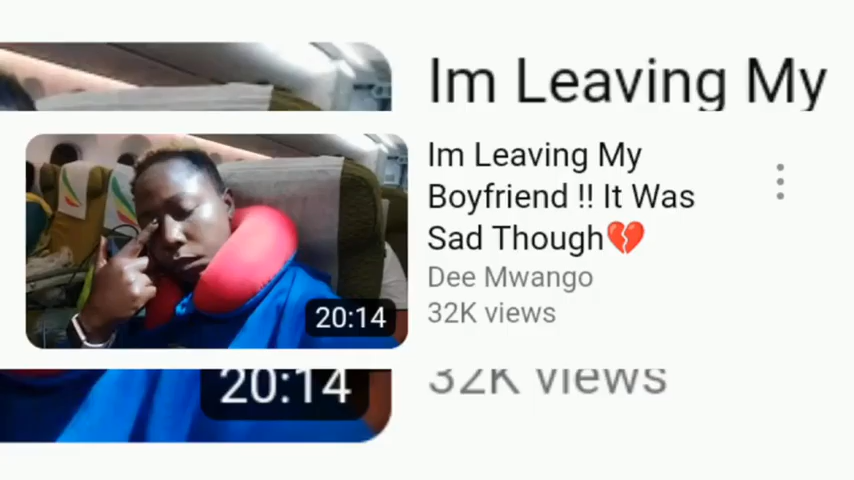 Im Leaving My
Im Leaving My
Boyfriend !! It Was
Sad Though💔
Dee Mwango
20:14
32K views
20:14
32K views